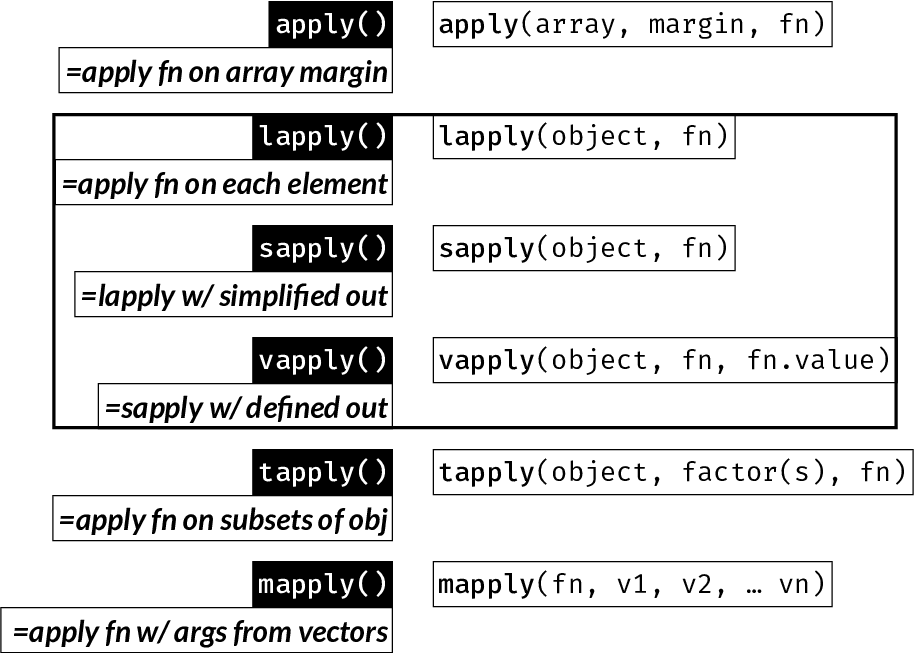 apply() apply(array, margin, fn)
=apply fn on array margin
lapply() lapply(object, fn)
=apply fn on each element
sapply() sapply(object, fn)
=lapply w/ simplified out
vapply() vapply(object, fn, fn.value)
=sapply w/ defined out
tapply() tapply(object, factor(s), fn)
=apply fn on subsets of obj
mapply() mapply(fn, v1, v2, … vn)
=apply fn w/ args from vectors